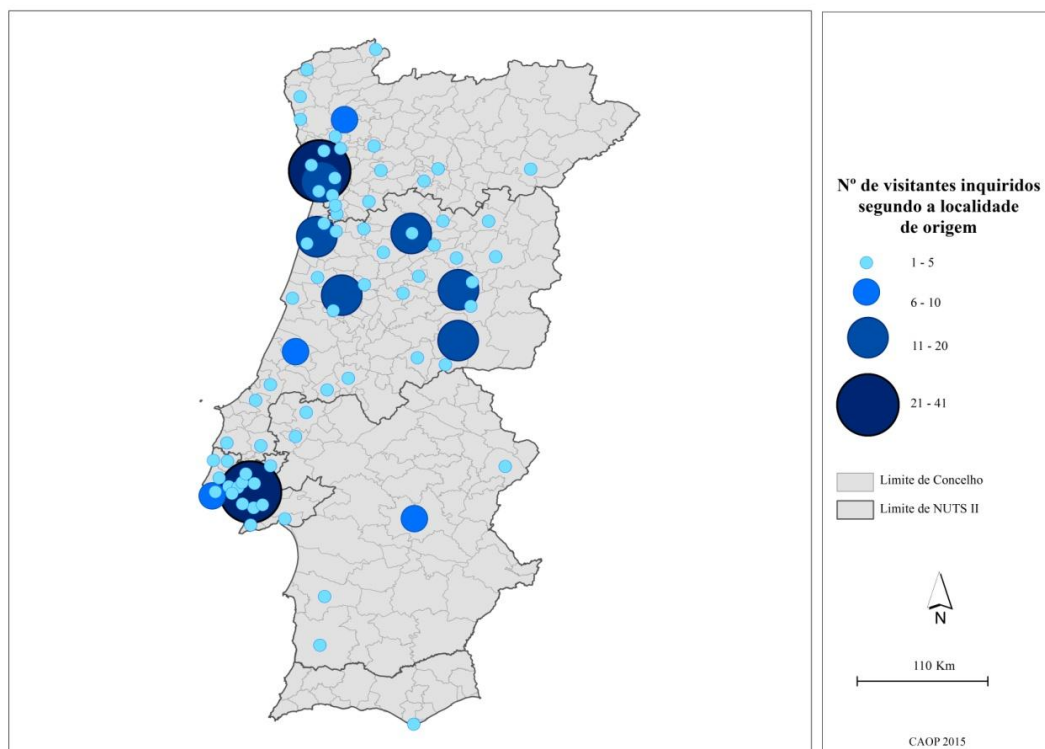 Nº de visitantes inquiridos
segundo a localidade
de origem
1 - 5
6 - 10
11 - 20
21 - 41
Limite de Concelho
Limite de NUTS II
N
110 Km
CAOP 2015